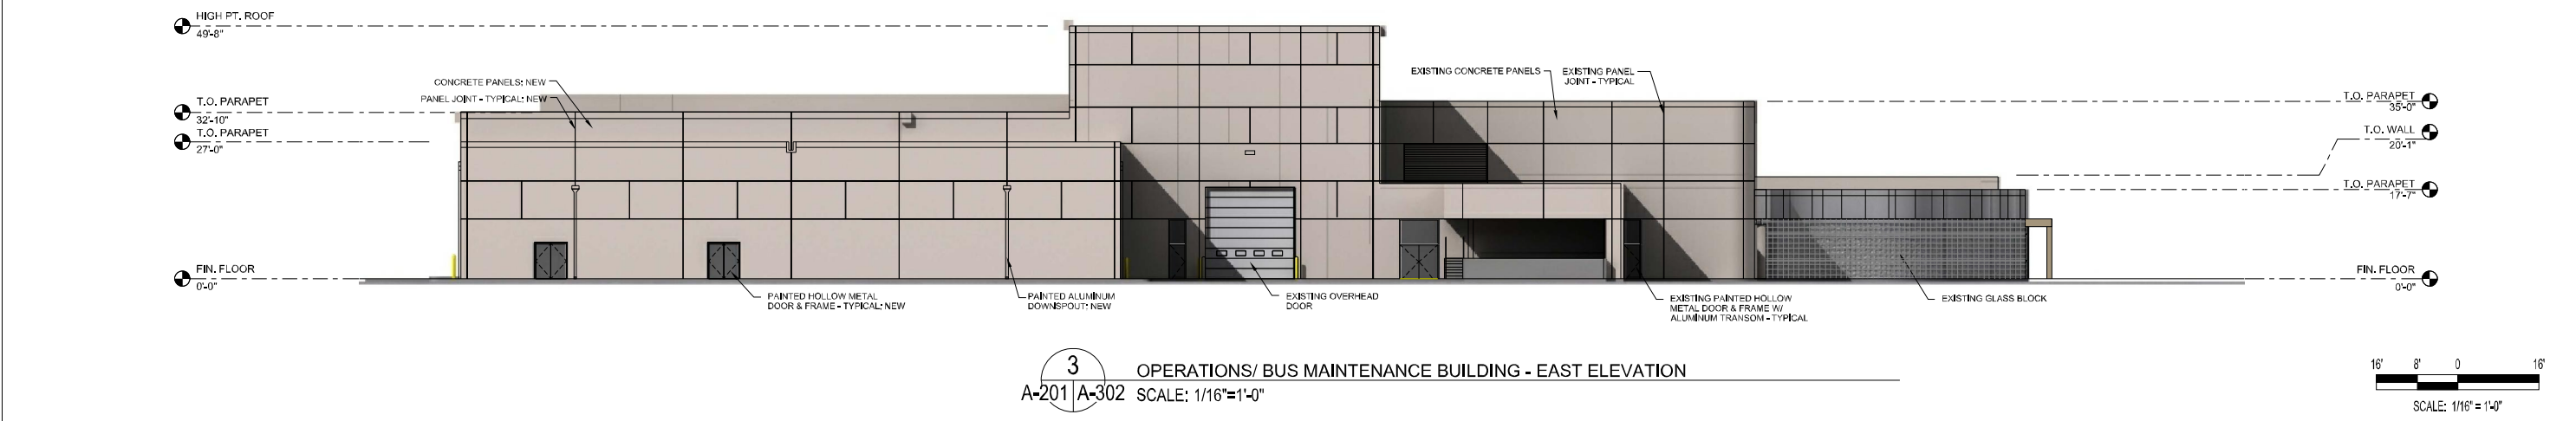 HIGH PT. ROOF
49'-8"
CONCRETE PANELS: NEW
PANEL JOINT - TYPICAL: NEW
T.O. PARAPET
32'-10"
T.O. PARAPET
27'-0"
FIN. FLOOR
0'-0"
EXISTING CONCRETE PANELS
EXISTING PANEL
JOINT - TYPICAL
T.O. PARAPET
35'-0"
T.O. WALL
20'-1"
T.O. PARAPET
17'-7"
FIN. FLOOR
0'-0"
PAINTED HOLLOW METAL
DOOR & FRAME - TYPICAL: NEW
PAINTED ALUMINUM
DOWNSPOUT: NEW
EXISTING OVERHEAD
DOOR
EXISTING PAINTED HOLLOW
METAL DOOR & FRAME W/
ALUMINUM TRANSOM - TYPICAL
EXISTING GLASS BLOCK
3
A-201 A-302
OPERATIONS/ BUS MAINTENANCE BUILDING - EAST ELEVATION
SCALE: 1/16"=1'-0"
16' 8' 0 16'
SCALE: 1/16" = 1'-0"